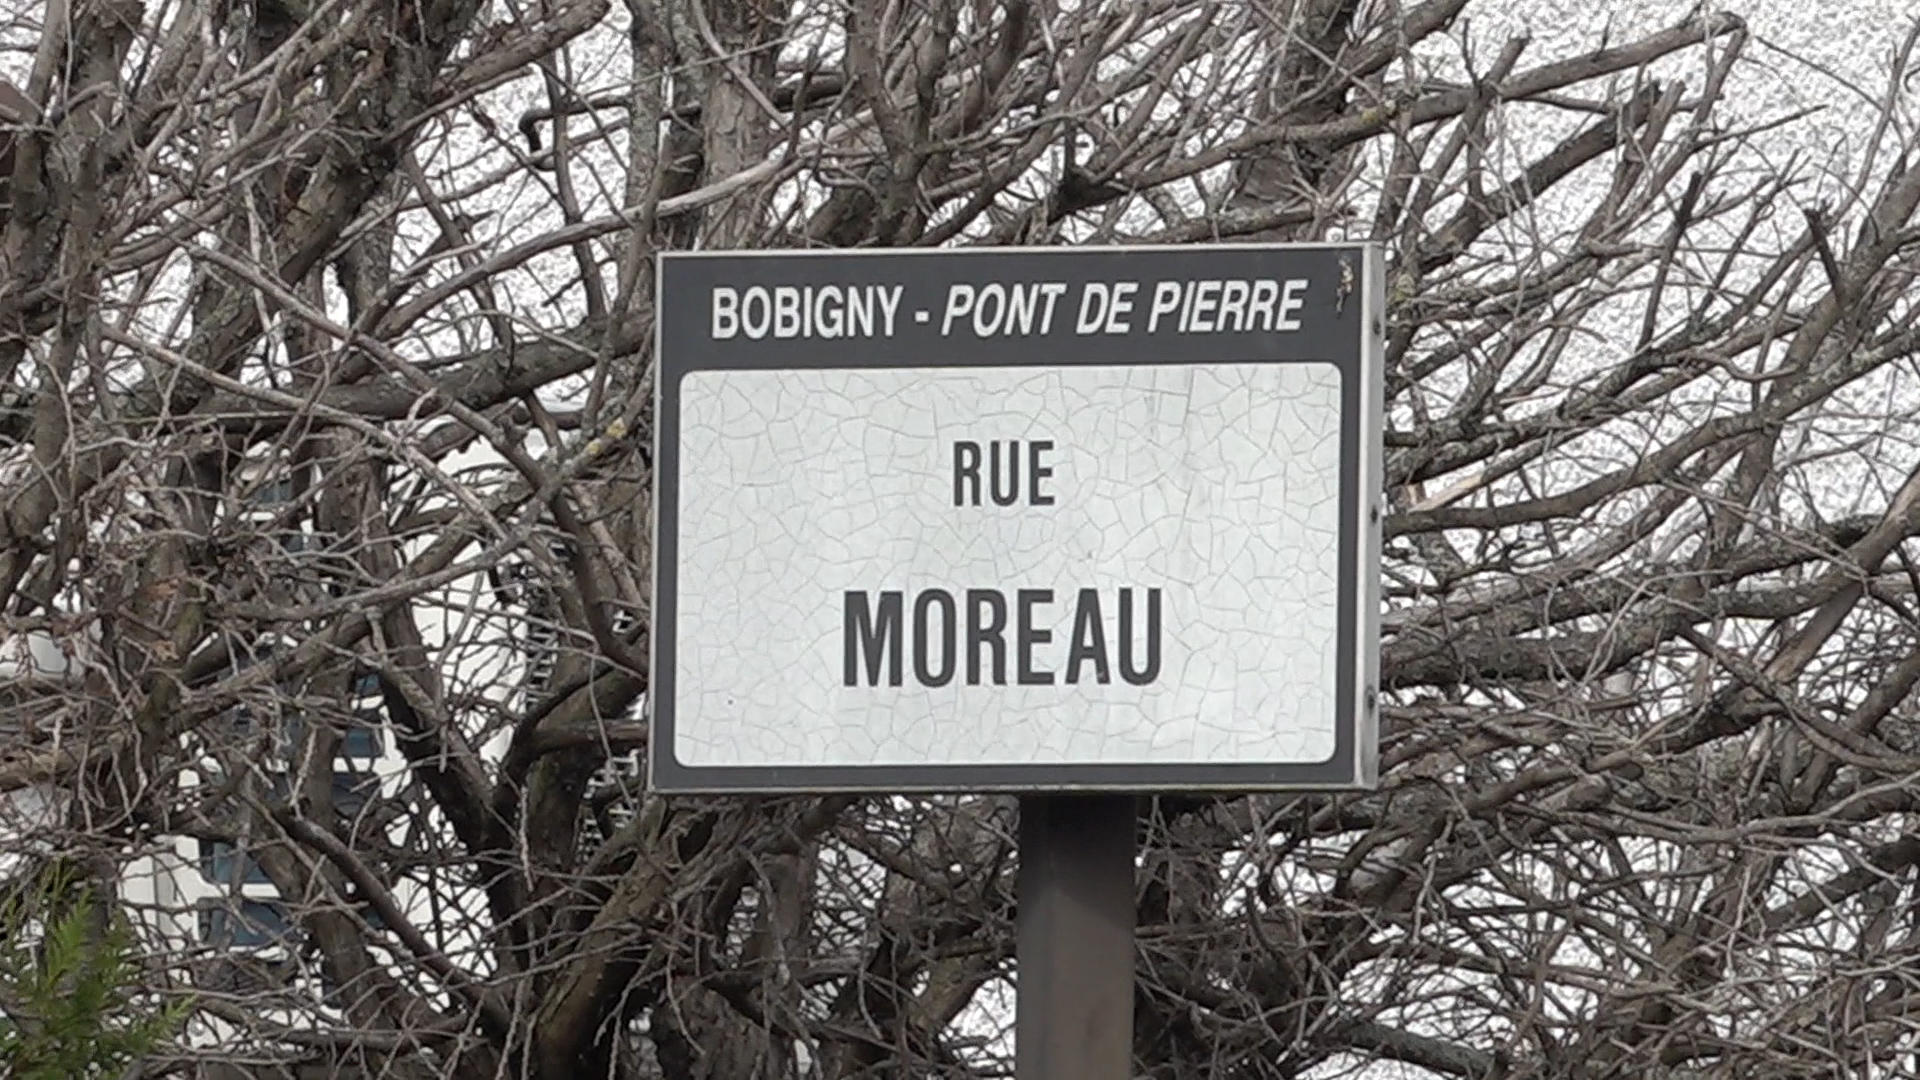 BOBIGNY - PONT DE PIERRE
RUE
MOREAU